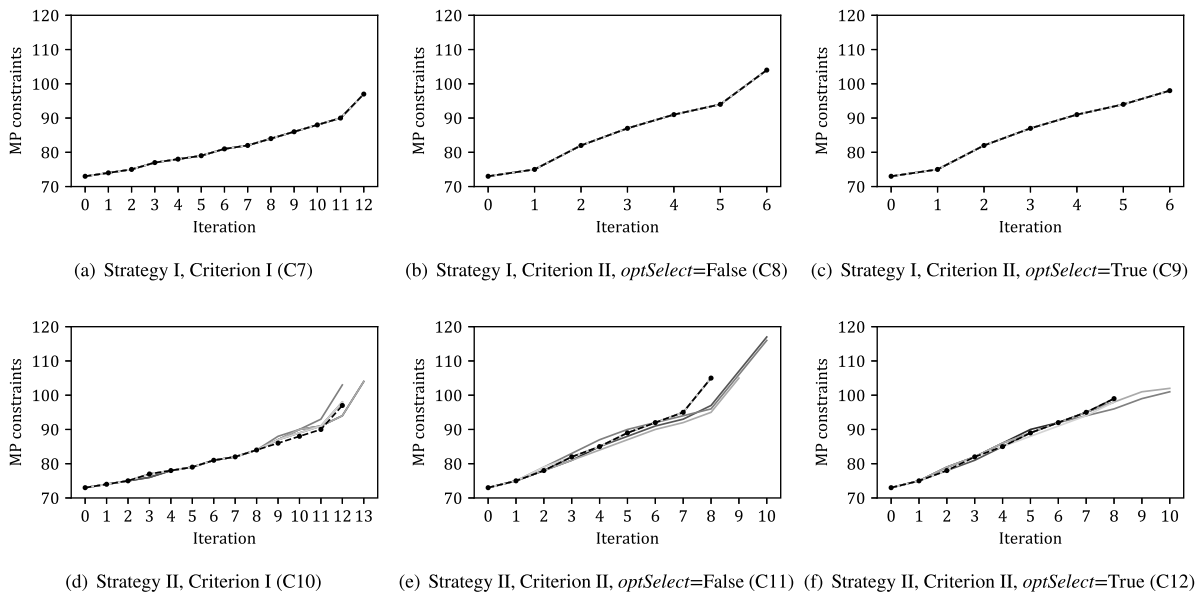 120
110
100
90
80
70
MP constraints
0 1 2 3 4 5 6 7 8 9 10 11 12
Iteration
(a) Strategy I, Criterion I (C7)
120
110
100
90
80
70
MP constraints
0 1 2 3 4 5 6
Iteration
(b) Strategy I, Criterion II, optSelect=False (C8)
120
110
100
90
80
70
MP constraints
0 1 2 3 4 5 6
Iteration
(c) Strategy I, Criterion II, optSelect=True (C9)
120
110
100
90
80
70
MP constraints
0 1 2 3 4 5 6 7 8 9 10 11 12 13
Iteration
(d) Strategy II, Criterion I (C10)
120
110
100
90
80
70
MP constraints
0 1 2 3 4 5 6 7 8 9 10
Iteration
(e) Strategy II, Criterion II, optSelect=False (C11)
120
110
100
90
80
70
MP constraints
0 1 2 3 4 5 6 7 8 9 10
Iteration
(f) Strategy II, Criterion II, optSelect=True (C12)